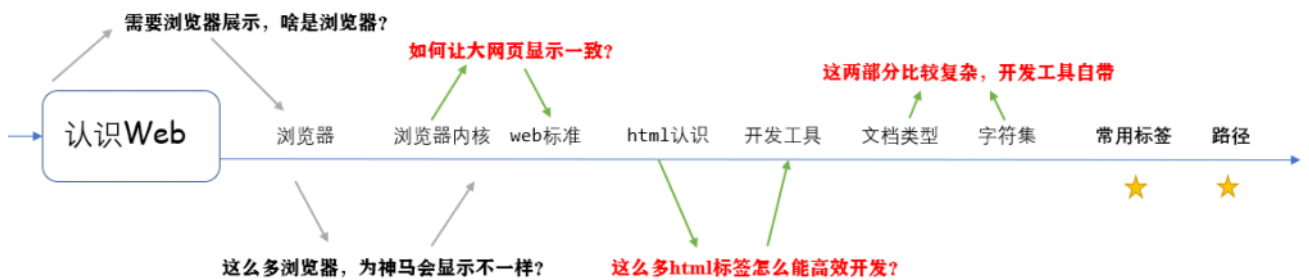 需要浏览器展示，啥是浏览器？
如何让大网页显示一致？
这两部分比较复杂，开发工具自带
认识Web
浏览器
浏览器内核
web标准
html认识
开发工具
文档类型
字符集
常用标签
路径
这么多浏览器，为神马会显示不一样？
这么多html标签怎么能高效开发？